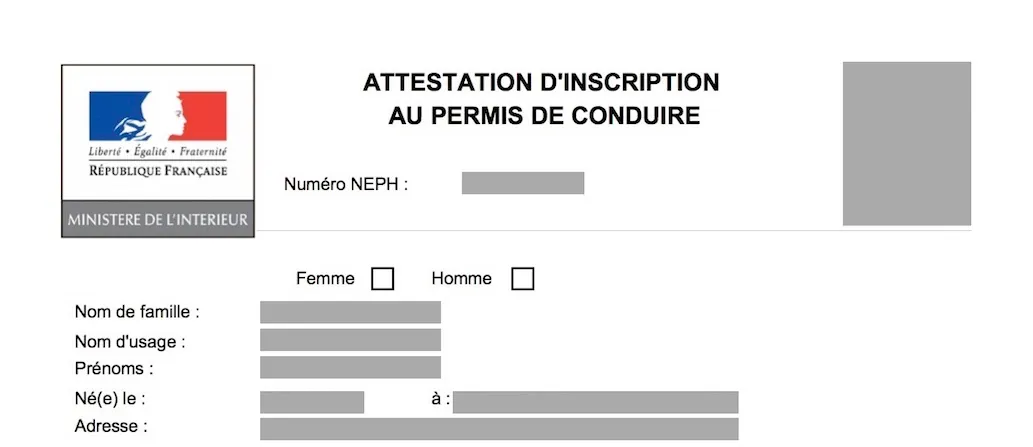 ATTESTATION D'INSCRIPTION
AU PERMIS DE CONDUIRE
Liberté • Égalité • Fraternité
RÉPUBLIQUE FRANÇAISE
MINISTERE DE L'INTERIEUR
Numéro NEPH :
Femme Homme
Nom de famille :
Nom d'usage :
Prénoms :
Né(e) le : à :
Adresse :